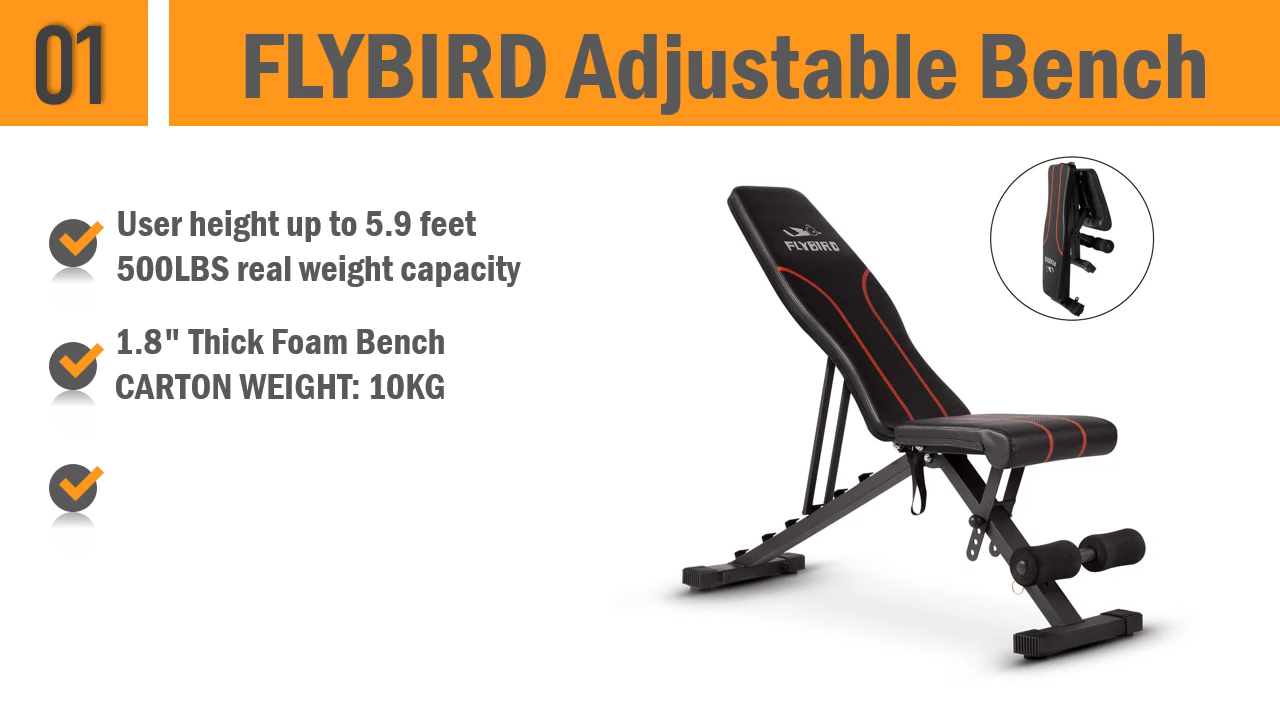 01
FLYBIRD Adjustable Bench
User height up to 5.9 feet
500LBS real weight capacity
1.8" Thick Foam Bench
CARTON WEIGHT: 10KG
FLYBIRD
FLYBIRD